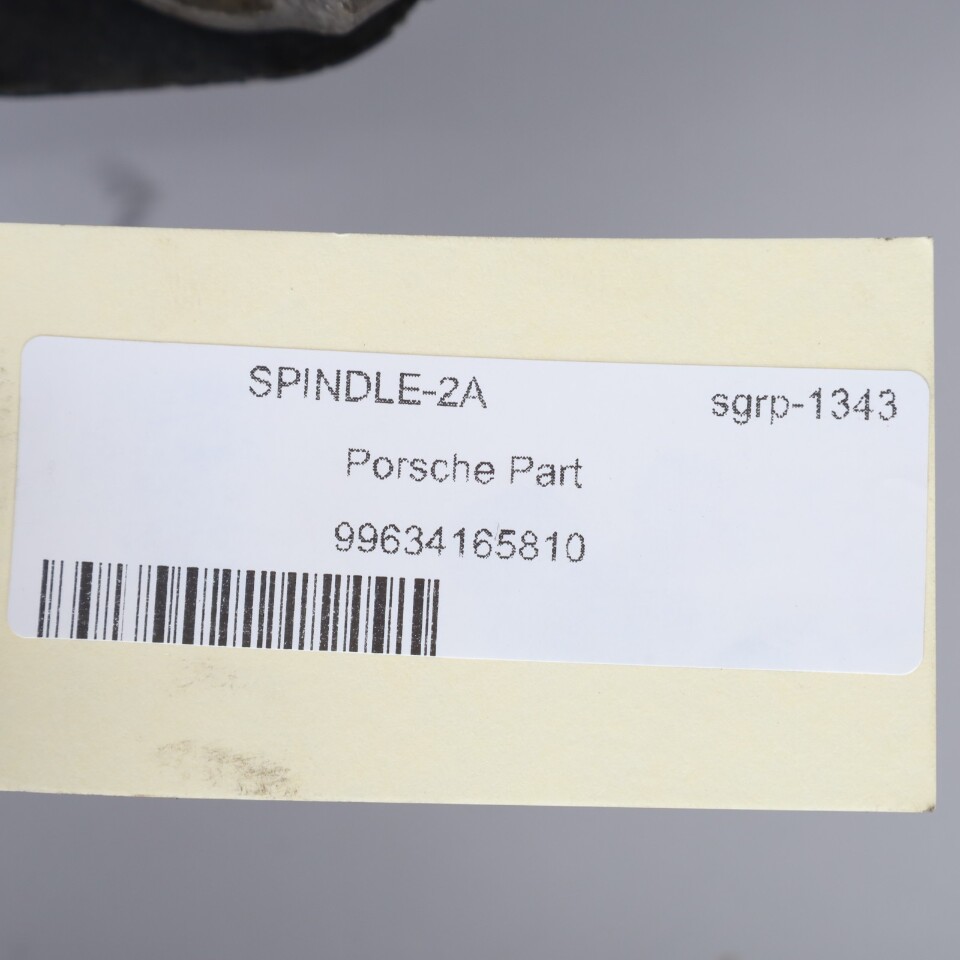 SPINDLE-2A sgrp-1343
Porsche Part
99634165810